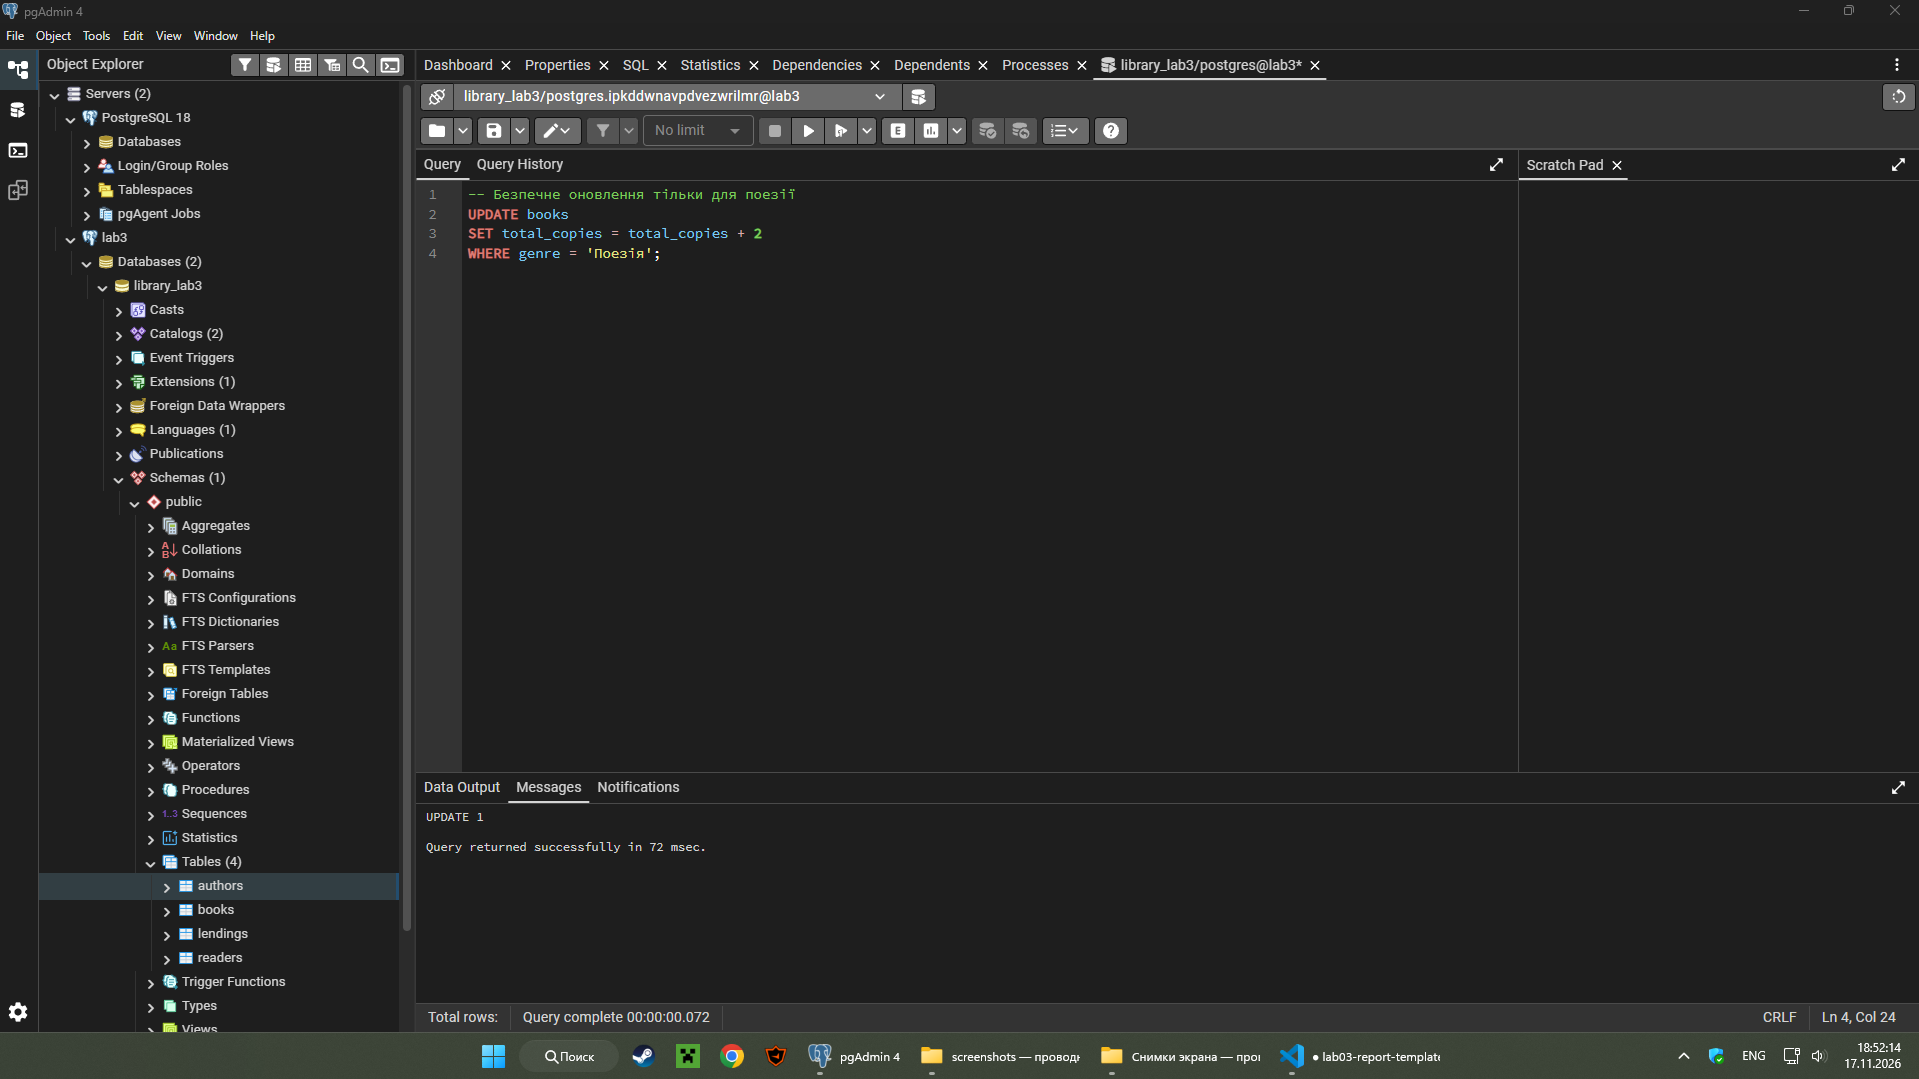 pgAdmin 4
File Object Tools Edit View Window Help
Object Explorer
Dashboard Properties SQL Statistics Dependencies Dependents Processes library_lab3/postgres@lab3*
library_lab3/postgres.ipkddwnavpdvezwrilmr@lab3
No limit
E
Query Query History
Scratch Pad
1 -- Безпечне оновлення тільки для поезії
2 UPDATE books
3 SET total_copies = total_copies + 2
4 WHERE genre = 'Поезія';
Servers (2)
PostgreSQL 18
Databases
Login/Group Roles
Tablespaces
pgAgent Jobs
lab3
Databases (2)
library_lab3
Casts
Catalogs (2)
Event Triggers
Extensions (1)
Foreign Data Wrappers
Languages (1)
Publications
Schemas (1)
public
Aggregates
Collations
Domains
FTS Configurations
FTS Dictionaries
Aa FTS Parsers
FTS Templates
Foreign Tables
Functions
Materialized Views
Operators
Procedures
1..3 Sequences
Statistics
Tables (4)
authors
books
lendings
readers
Trigger Functions
Types
Views
Data Output Messages Notifications
UPDATE 1
Query returned successfully in 72 msec.
Total rows: Query complete 00:00:00.072
CRLF Ln 4, Col 24
Поиск
pgAdmin 4
screenshots — проводн
Снимки экрана — про
● lab03-report-template
ENG
18:52:14
17.11.2026